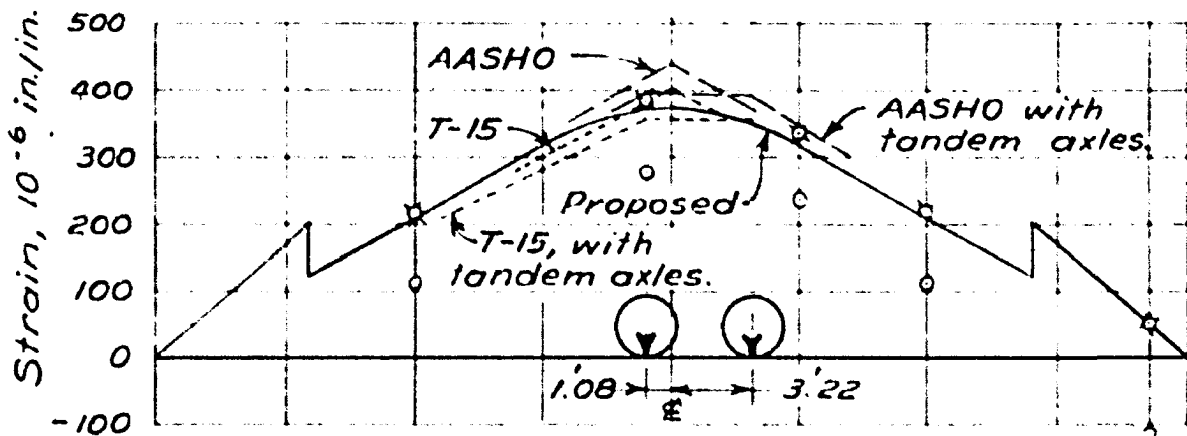 Strain, 10⁻⁶ in./in.
500
400
300
200
100
0
-100
AASHO
T-15
AASHO with
tandem axles.
Proposed
T-15, with
tandem axles.
1.'08
℄
3.'22